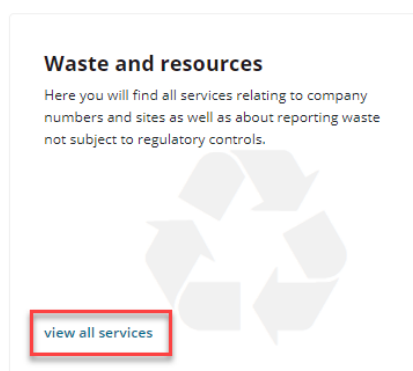 Waste and resources
Here you will find all services relating to company
numbers and sites as well as about reporting waste
not subject to regulatory controls.
view all services